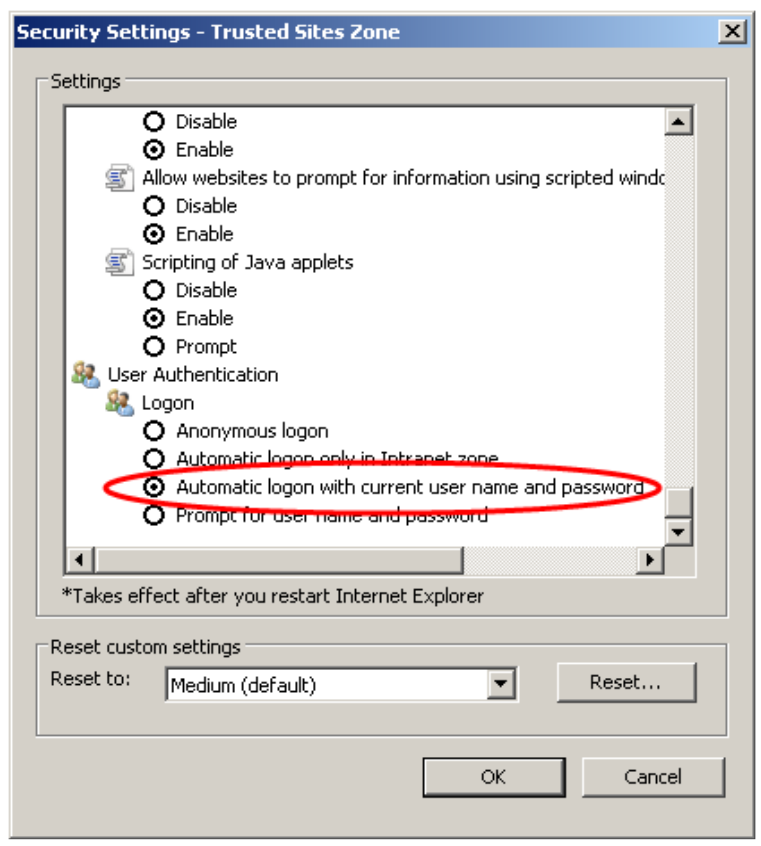 Security Settings - Trusted Sites Zone
Settings
Disable
Enable
Allow websites to prompt for information using scripted windo
Disable
Enable
Scripting of Java applets
Disable
Enable
Prompt
User Authentication
Logon
Anonymous logon
Automatic logon only in Intranet zone
Automatic logon with current user name and password
Prompt for user name and password
*Takes effect after you restart Internet Explorer
Reset custom settings
Reset to:
Medium (default)
Reset...
OK
Cancel